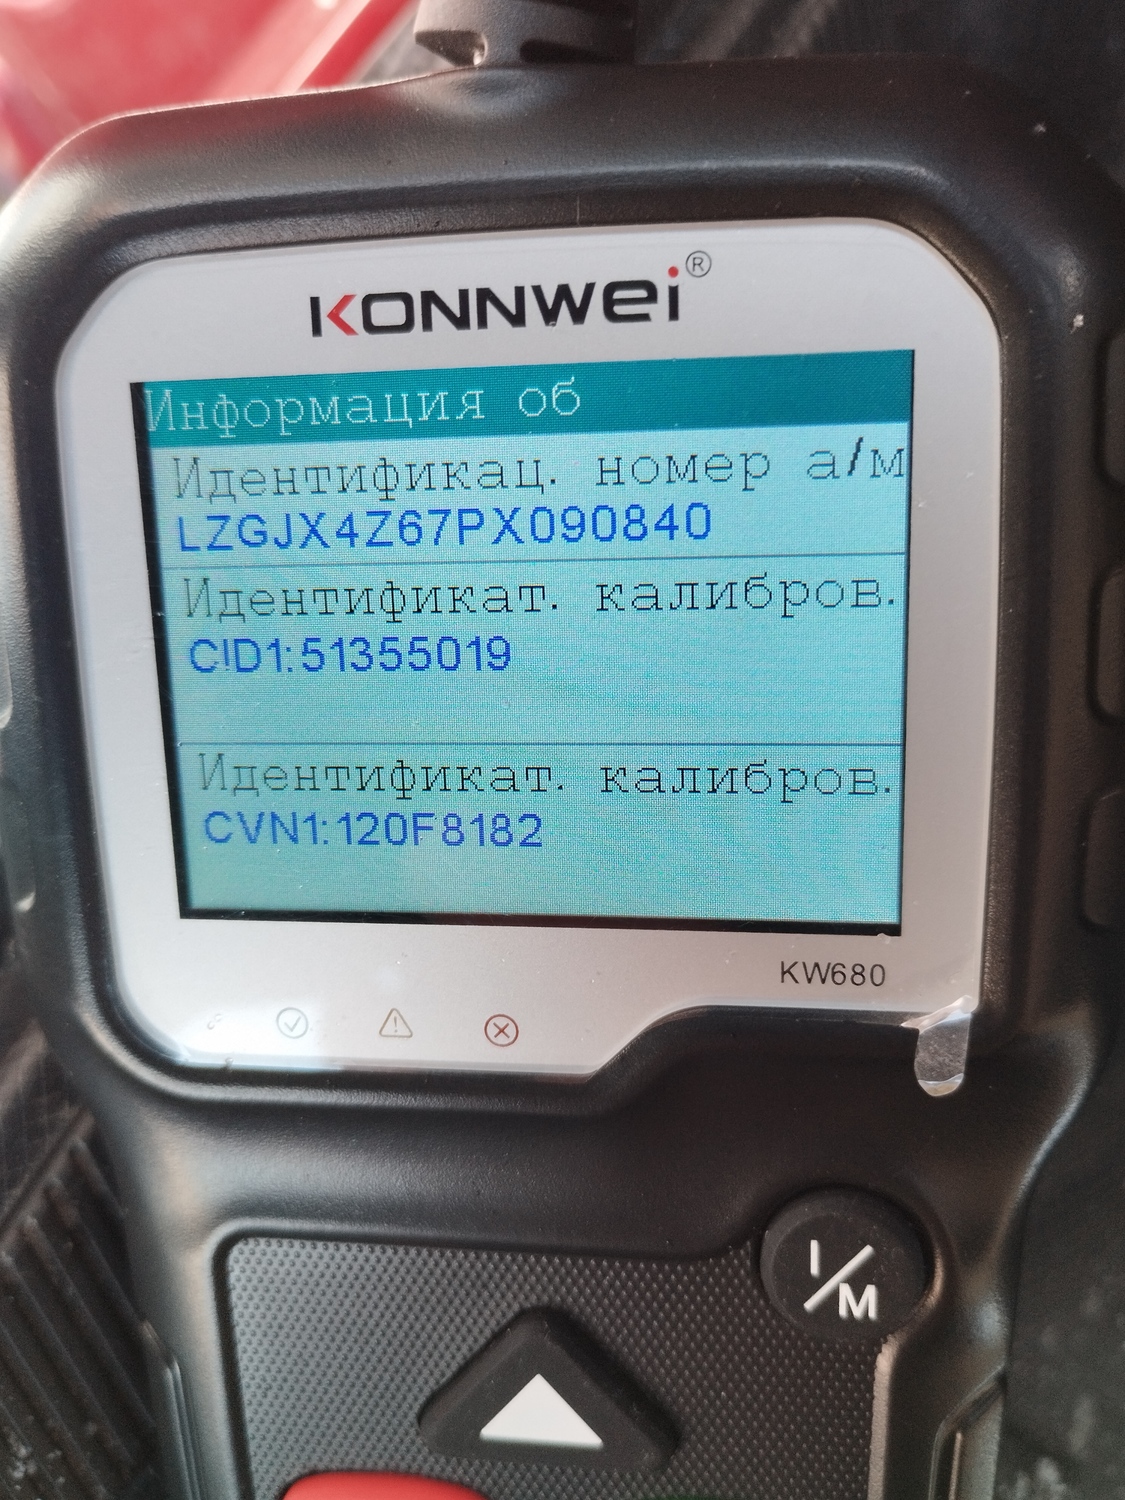 KONNWEI®
Информация об
Идентификац. номер а/м
LZGJX4Z67PX090840
Идентификат. калибров.
CID1:51355019
Идентификат. калибров.
CVN1:120F8182
KW680
I/M